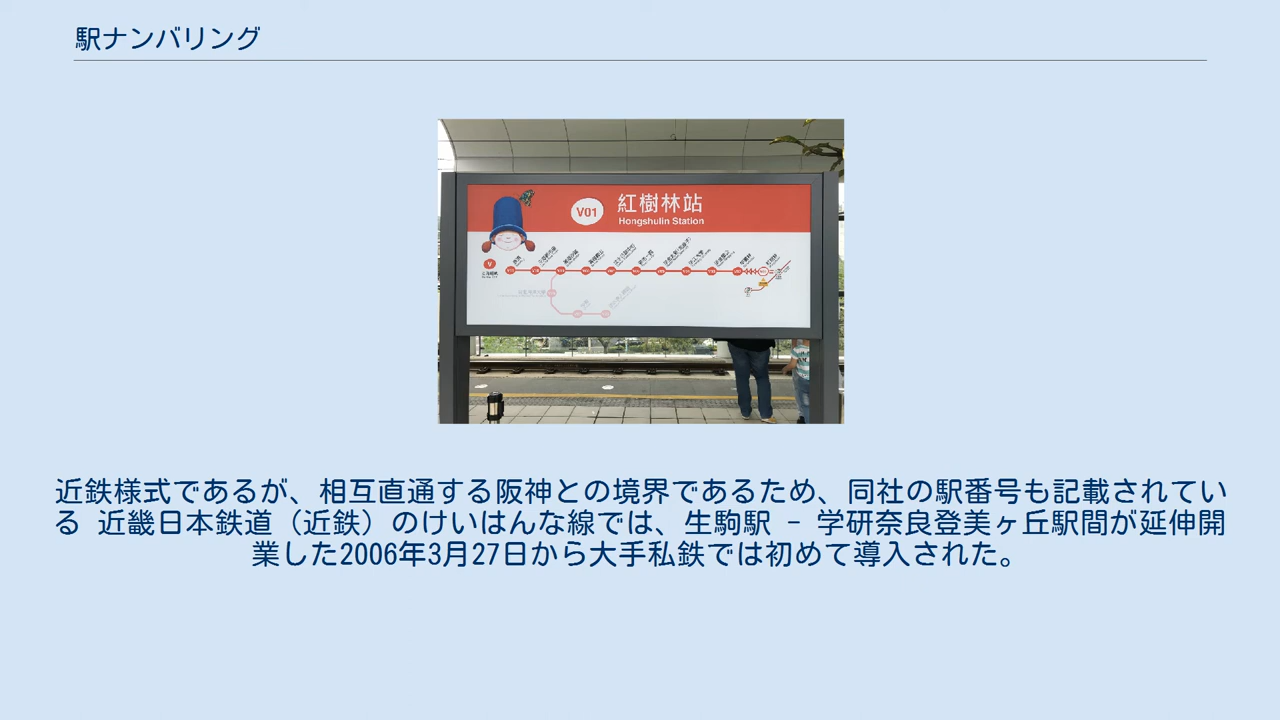 駅ナンバリング
V01 紅樹林站
Hongshulin Station
V
近鉄様式であるが、相互直通する阪神との境界であるため、同社の駅番号も記載されてい
る 近畿日本鉄道（近鉄）のけいはんな線では、生駒駅 - 学研奈良登美ヶ丘駅間が延伸開
業した2006年3月27日から大手私鉄では初めて導入された。